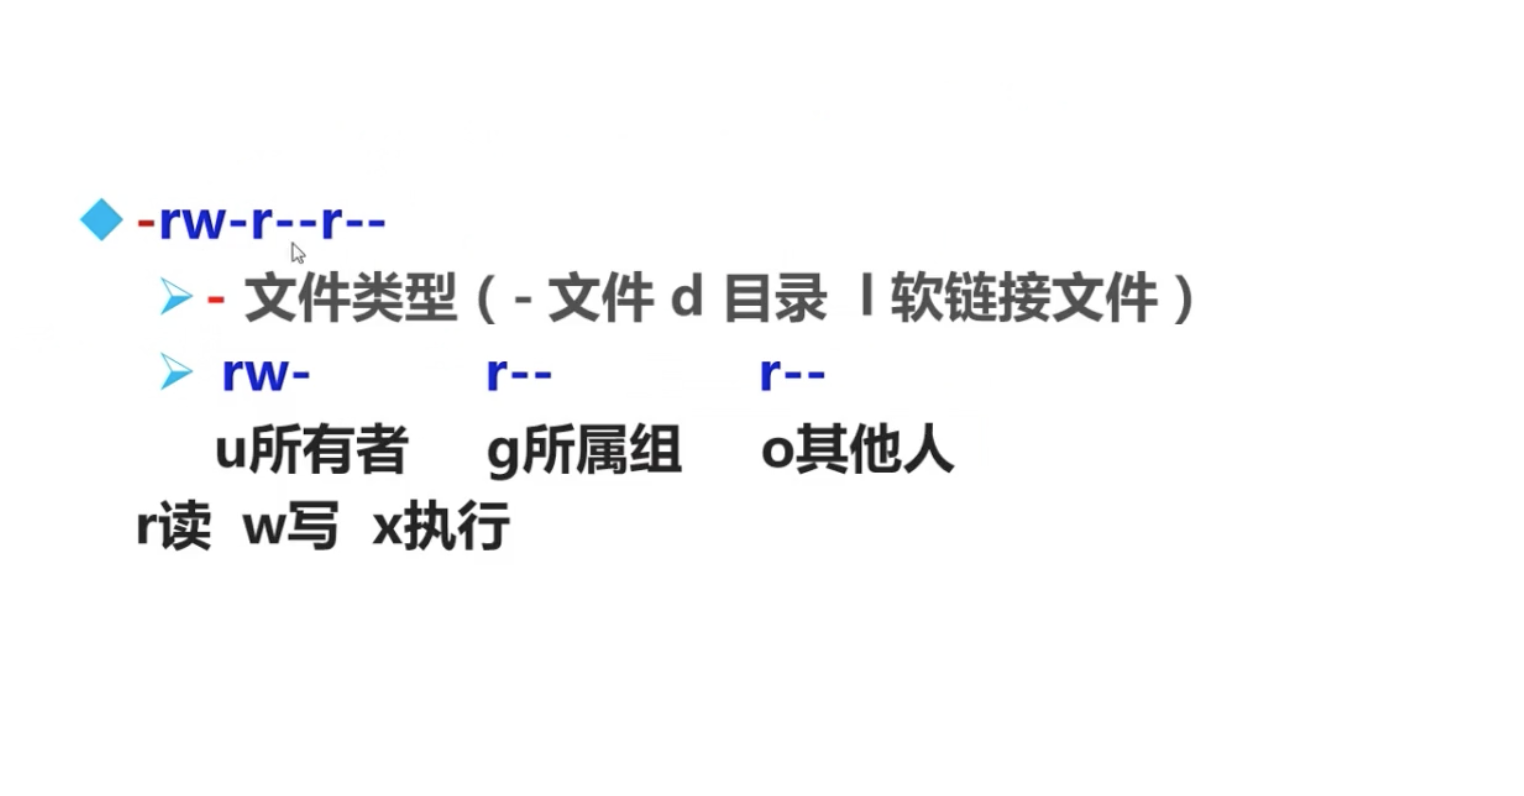 -rw-r--r--
- 文件类型（- 文件 d 目录 l 软链接文件）
rw- r-- r--
u所有者 g所属组 o其他人
r读 w写 x执行